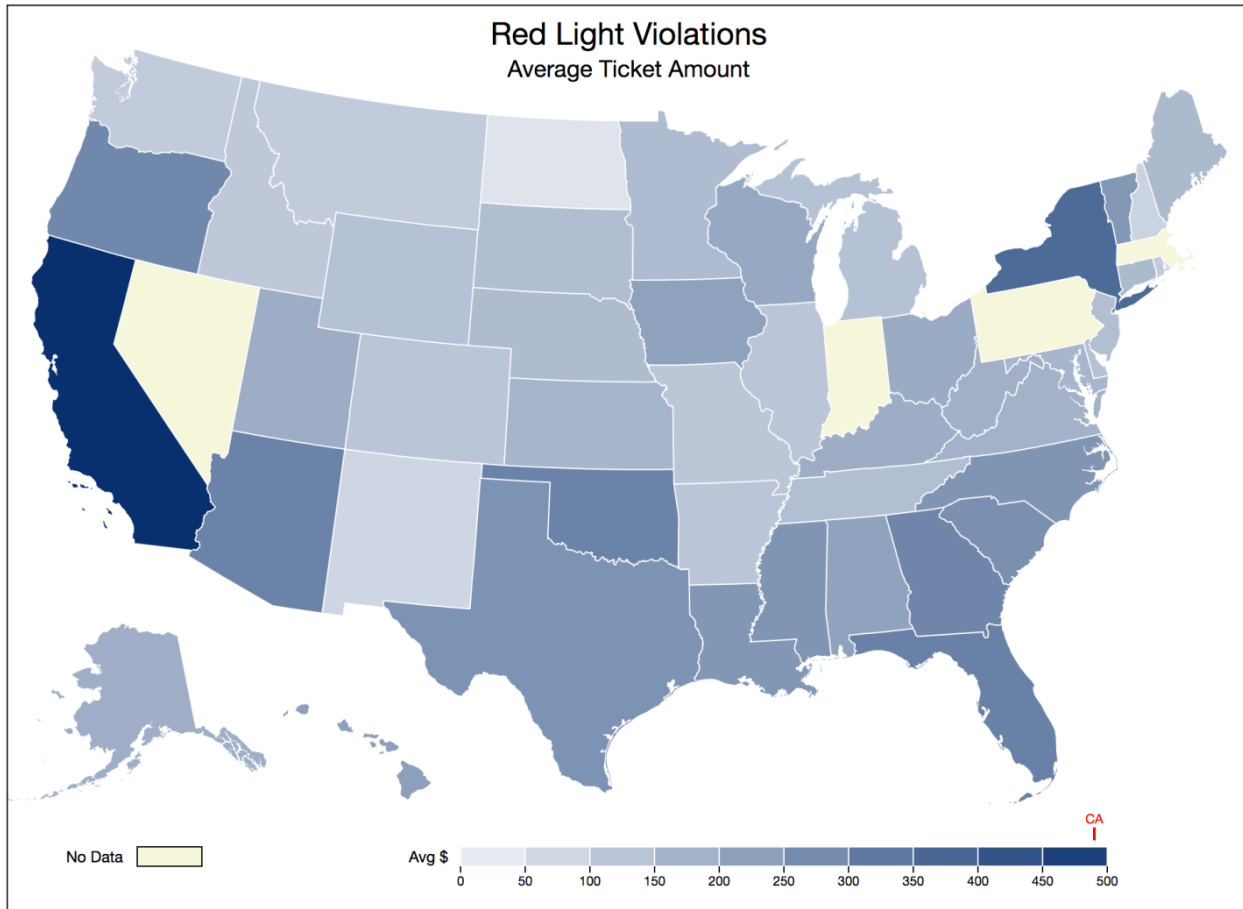 Red Light Violations
Average Ticket Amount
CA
No Data
Avg $
0 50 100 150 200 250 300 350 400 450 500